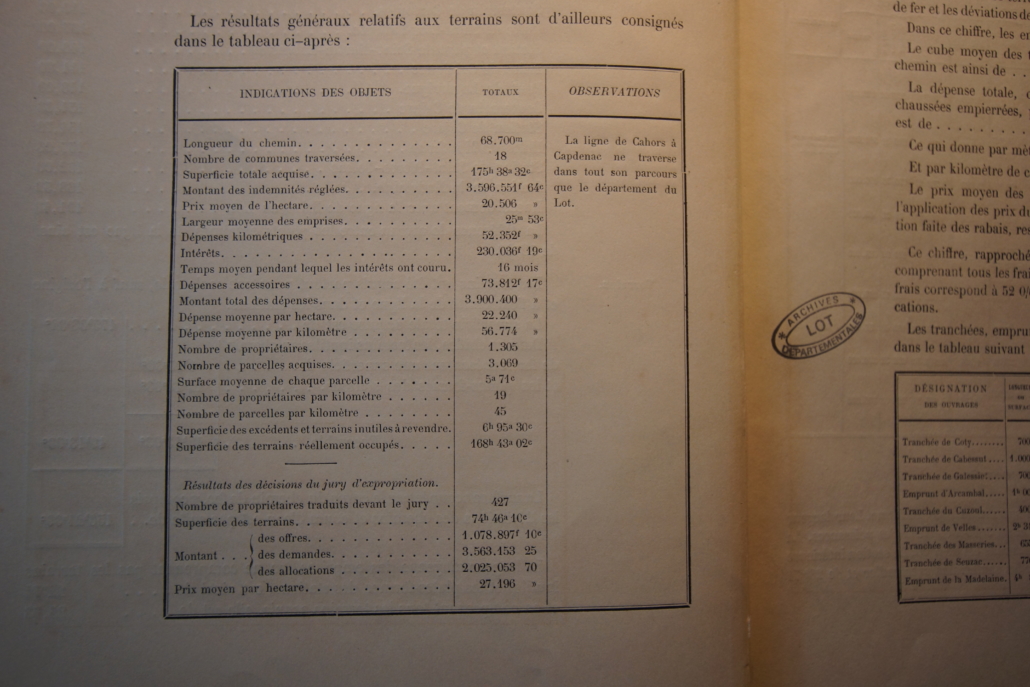 Les résultats généraux relatifs aux terrains sont d'ailleurs consignés
dans le tableau ci-après :
INDICATIONS DES OBJETS TOTAUX OBSERVATIONS
Longueur du chemin. 68.700m
Nombre de communes traversées. 18
Superficie totale acquise. 175h 38a 32c
Montant des indemnités réglées. 3.596.551f 64c
Prix moyen de l'hectare. 20.506 »
Largeur moyenne des emprises. 25m 53c
Dépenses kilométriques 52.352f »
Intérêts. 230.036f 19c
Temps moyen pendant lequel les intérêts ont couru. 16 mois
Dépenses accessoires 73.812f 17c
Montant total des dépenses. 3.900.400 »
Dépense moyenne par hectare. 22.240 »
Dépense moyenne par kilomètre 56.774 »
Nombre de propriétaires. 1.305
Nombre de parcelles acquises. 3.069
Surface moyenne de chaque parcelle 5a 71c
Nombre de propriétaires par kilomètre 19
Nombre de parcelles par kilomètre 45
Superficie des excédents et terrains inutiles à revendre. 6h 95a 30c
Superficie des terrains réellement occupés. 168h 43a 02c
Résultats des décisions du jury d'expropriation.
Nombre de propriétaires traduits devant le jury 427
Superficie des terrains. 74h 46a 16c
des offres. 1.078.897f 10c
Montant des demandes. 3.563.153 25
des allocations 2.025.053 70
Prix moyen par hectare. 27.196 »
La ligne de Cahors à
Capdenac ne traverse
dans tout son parcours
que le département du
Lot.
ARCHIVES
LOT
DÉPARTEMENTALES
de fer et les déviations
Dans ce chiffre, les
Le cube moyen des
chemin est ainsi de
La dépense totale,
chaussées empierrées,
est de
Ce qui donne par
Et par kilomètre de
Le prix moyen des
l'application des prix
tion faite des rabais,
Ce chiffre, rapproché
comprenant tous les
frais correspond à 52
cations.
Les tranchées,
dans le tableau suivant
DÉSIGNATION
DES OUVRAGES
Tranchée de Coty
Tranchée de Cabessut
Tranchée de Galessie
Emprunt d'Arcambal
Tranchée du Cuzoul
Emprunt de Velles
Tranchée des Masseries
Tranchée de Seuzac
Emprunt de la Madelaine.